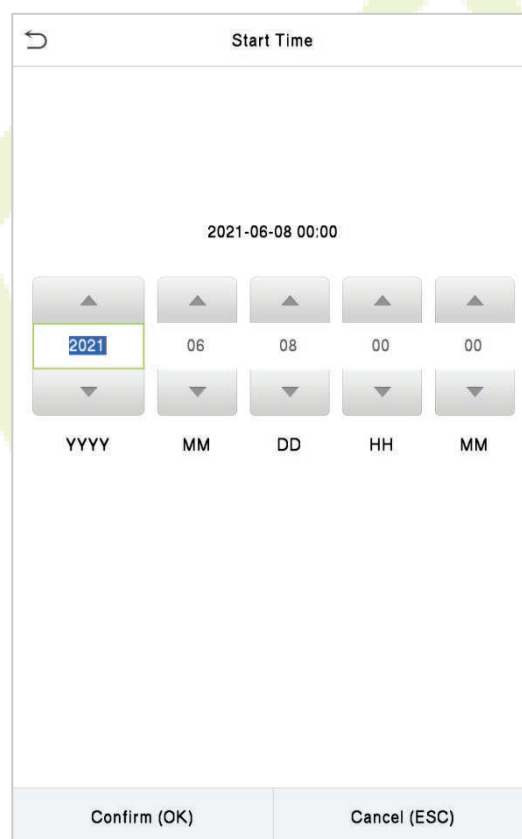 Start Time
2021-06-08 00:00
2021 06 08 00 00
YYYY MM DD HH MM
Confirm (OK) Cancel (ESC)